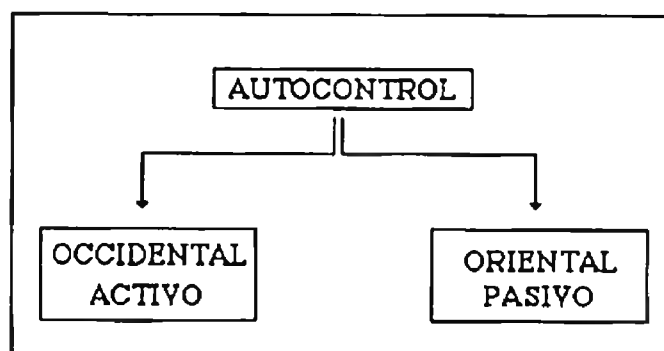 AUTOCONTROL
OCCIDENTAL
ACTIVO
ORIENTAL
PASIVO